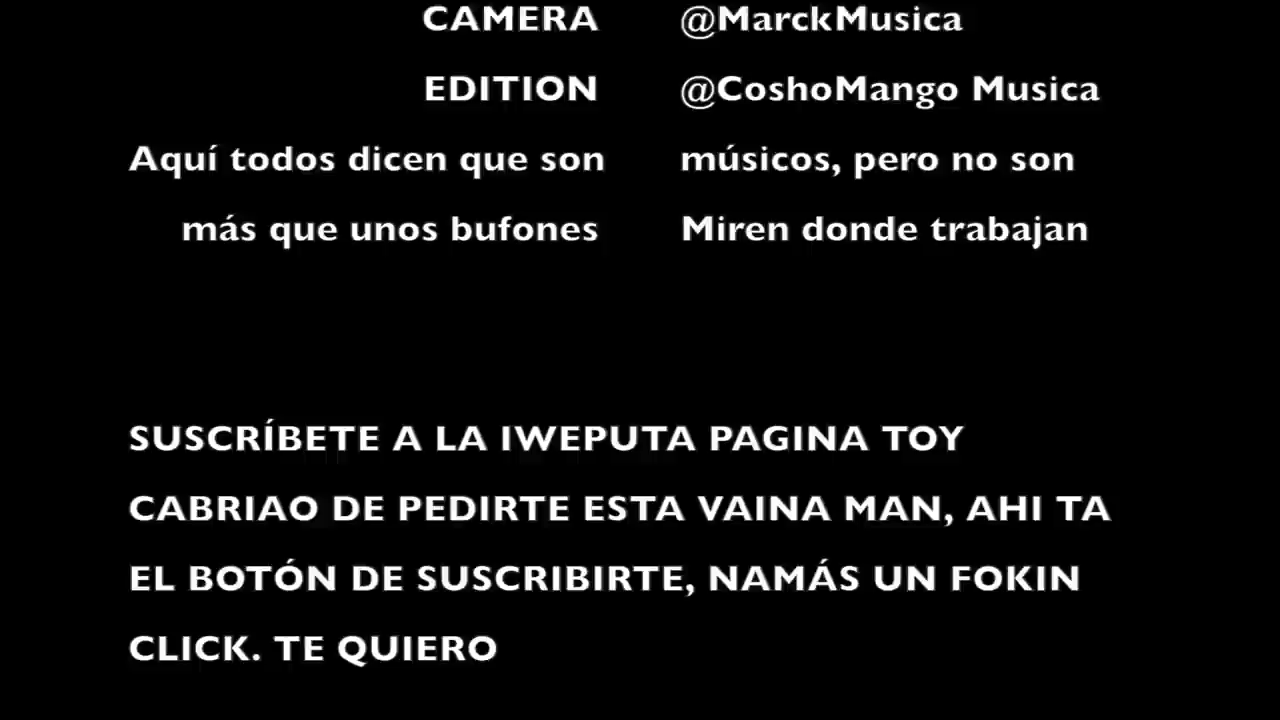 CAMERA @MarckMusica
EDITION @CoshoMango Musica
Aquí todos dicen que son músicos, pero no son
más que unos bufones Miren donde trabajan
SUSCRÍBETE A LA IWEPUTA PAGINA TOY
CABRIAO DE PEDIRTE ESTA VAINA MAN, AHI TA
EL BOTÓN DE SUSCRIBIRTE, NAMÁS UN FOKIN
CLICK. TE QUIERO